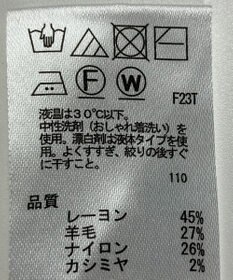 F
W
F23T
液温は30℃以下。
中性洗剤(おしゃれ着洗い)を
使用。漂白剤は液体タイプを使
用。よくすすぎ、絞りの後すぐ
に干すこと。
110
品質
レーヨン 45%
羊毛 27%
ナイロン 26%
カシミヤ 2%